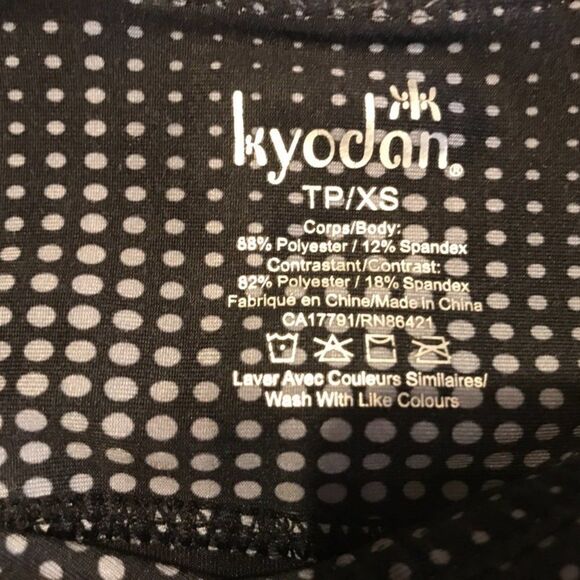 kyodan®
TP/XS
Corps/Body:
88% Polyester / 12% Spandex
Contrastant/Contrast:
82% Polyester / 18% Spandex
Fabriqué en Chine/Made in China
CA17791/RN86421
Laver Avec Couleurs Similaires/
Wash With Like Colours